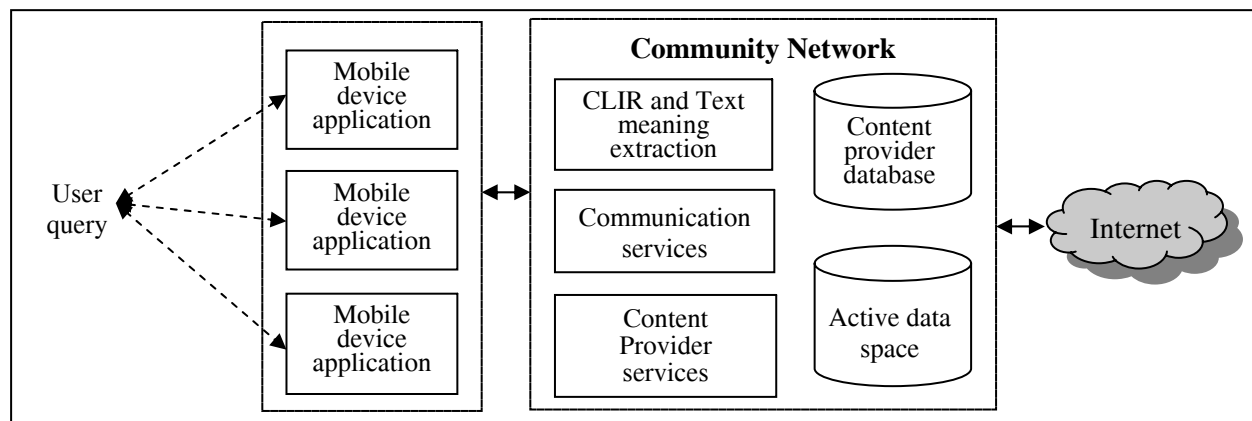 User
query
Mobile
device
application
Mobile
device
application
Mobile
device
application
Community Network
CLIR and Text
meaning
extraction
Communication
services
Content
Provider
services
Content
provider
database
Active data
space
Internet